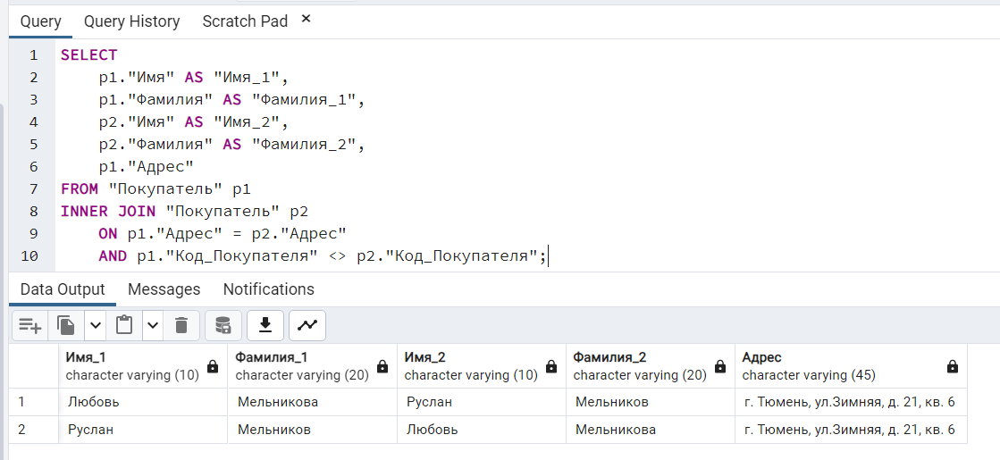 Query Query History Scratch Pad ×
1 SELECT
2 p1."Имя" AS "Имя_1",
3 p1."Фамилия" AS "Фамилия_1",
4 p2."Имя" AS "Имя_2",
5 p2."Фамилия" AS "Фамилия_2",
6 p1."Адрес"
7 FROM "Покупатель" p1
8 INNER JOIN "Покупатель" p2
9 ON p1."Адрес" = p2."Адрес"
10 AND p1."Код_Покупателя" <> p2."Код_Покупателя";
Data Output Messages Notifications
Имя_1 Фамилия_1 Имя_2 Фамилия_2 Адрес
character varying (10) character varying (20) character varying (10) character varying (20) character varying (45)
1 Любовь Мельникова Руслан Мельников г. Тюмень, ул.Зимняя, д. 21, кв. 6
2 Руслан Мельников Любовь Мельникова г. Тюмень, ул.Зимняя, д. 21, кв. 6